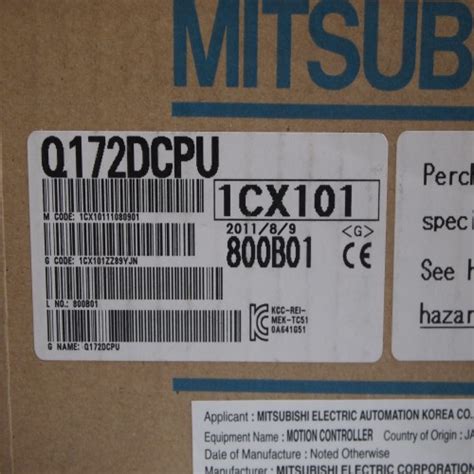 MITSUB
Q172DCPU
M CODE: 1CX10111080901
1CX101
2011/8/9 <G>
G CODE: 1CX101ZZ89YJN
800B01 CE
L NO.: 800B01
KCC-REI-
MEK-TC51
0A641G51
G NAME: Q172DCPU
Perc
speci
See h
hazar
Applicant : MITSUBISHI ELECTRIC AUTOMATION KOREA CO.
Equipment Name : MOTION CONTROLLER Country of Origin : JA
Date of Manufacture : Noted Otherwise
Manufacturer : MITSUBISHI ELECTRIC CORPORATION